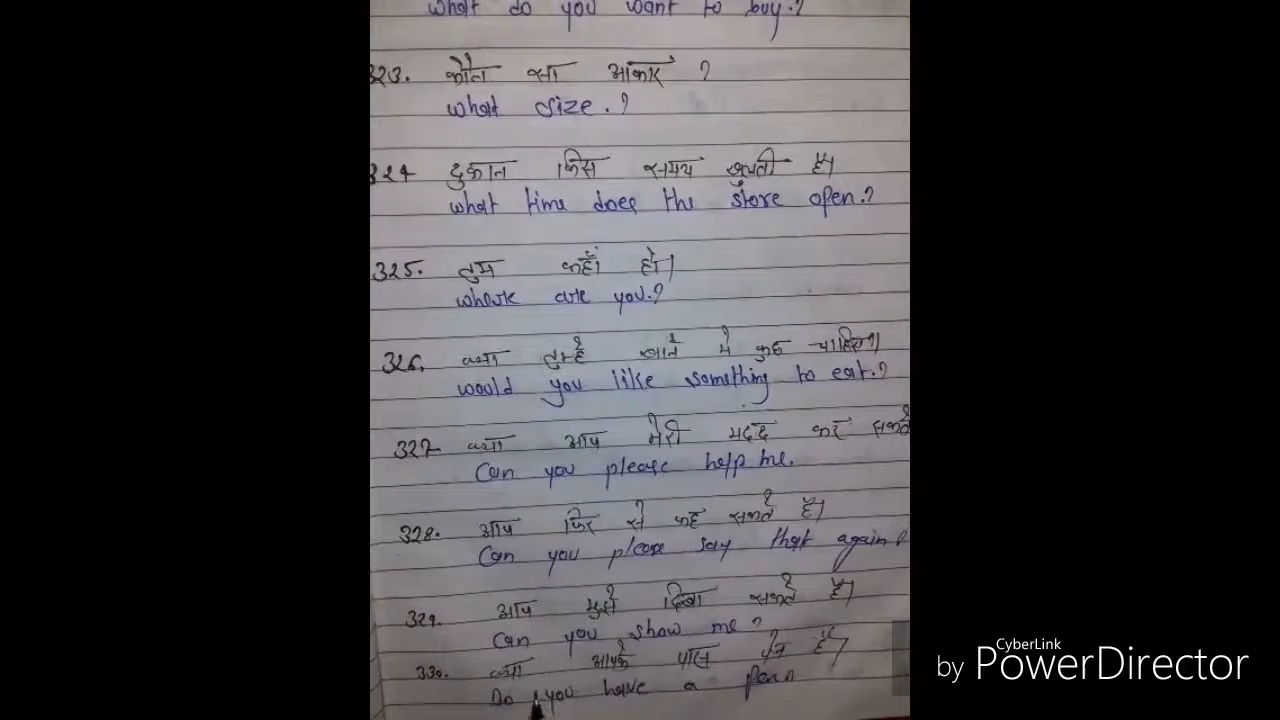 What do you want to buy.?
323. कौन सा आकार ?
What size.?
324 दुकान किस समय खुलती है।
What time does the store open.?
325. तुम कहाँ हो।
Where are you.?
326. क्या तुम्हे खाने मे कुछ चाहिए।
Would you like something to eat.?
327 क्या आप मेरी मदद कर सकते
Can you please help me.
328. आप फिर से कह सकते है।
Can you please say that again?
329. आप मुझे दिखा सकते है।
Can you show me?
330. क्या आपके पास पेन है।
Do you have a pen
CyberLink
by PowerDirector